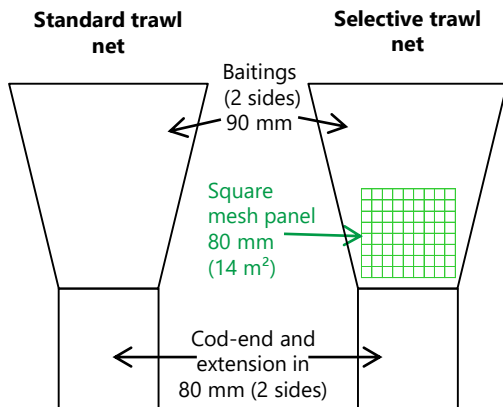 Standard trawl
net
Selective trawl
net
Baitings
(2 sides)
90 mm
Square
mesh panel
80 mm
(14 m²)
Cod-end and
extension in
80 mm (2 sides)